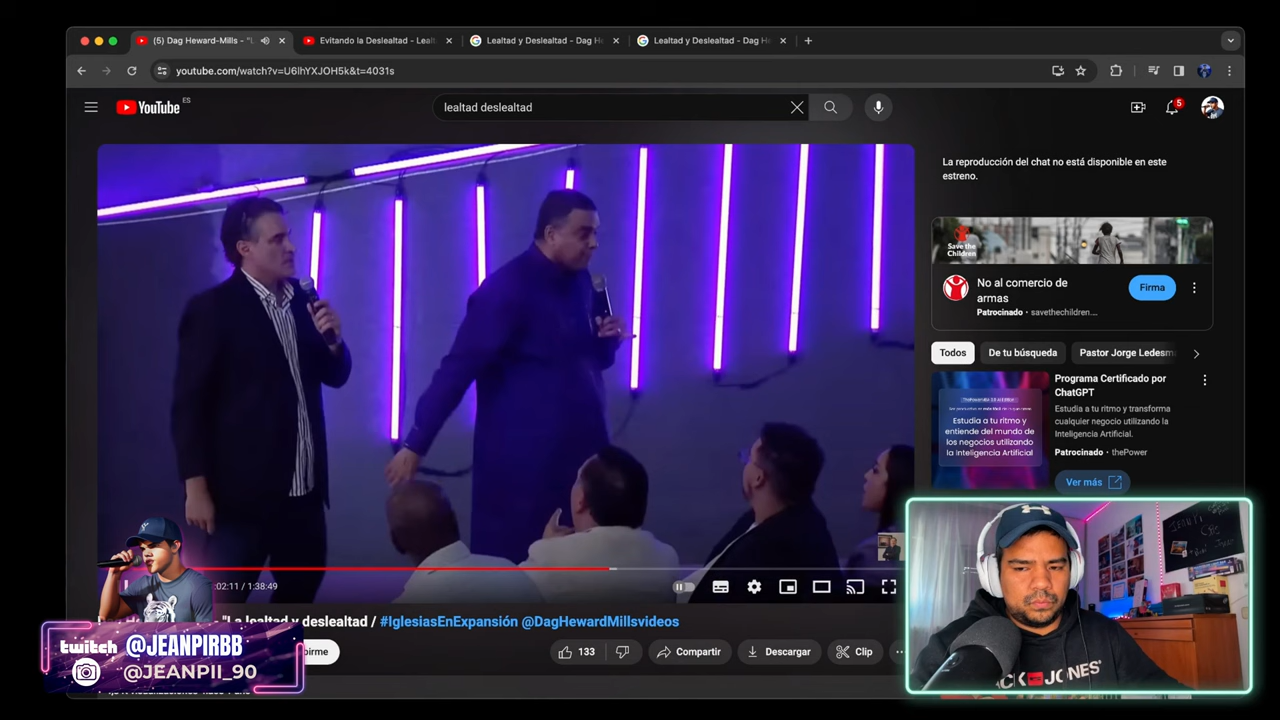 (5) Dag Heward-Mills - "L
Evitando la Deslealtad - Lealt
Lealtad y Deslealtad - Dag H
Lealtad y Deslealtad - Dag H
youtube.com/watch?v=U6lhYXJOH5k&t=4031s
YouTube ES
lealtad deslealtad
5
La reproducción del chat no está disponible en este
estreno.
Save the
Children
No al comercio de
armas
Patrocinado · savethechildren....
Firma
Todos
De tu búsqueda
Pastor Jorge Ledesm
Programa Certificado por
ChatGPT
Estudia a tu ritmo y transforma
cualquier negocio utilizando la
Inteligencia Artificial.
Patrocinado · thePower
Ver más
Estudia a tu ritmo y
entiende del mundo de
los negocios utilizando
la Inteligencia Artificial
:02:11 / 1:38:49
"La lealtad y deslealtad / #IglesiasEnExpansión @DagHewardMillsvideos
irme
133
Compartir
Descargar
Clip
twitch @JEANPIRBB
@JEANPII_90
JONES